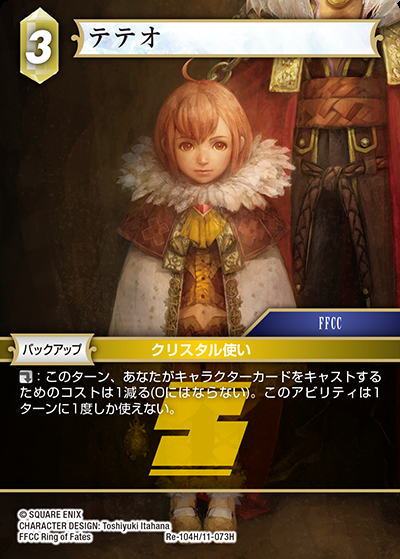 3
テテオ
FFCC
バックアップ
クリスタル使い
：このターン、あなたがキャラクターカードをキャストする
ためのコストは1減る(0にはならない)。このアビリティは1
ターンに1度しか使えない。
© SQUARE ENIX
CHARACTER DESIGN: Toshiyuki Itahana
FFCC Ring of Fates
Re-104H/11-073H